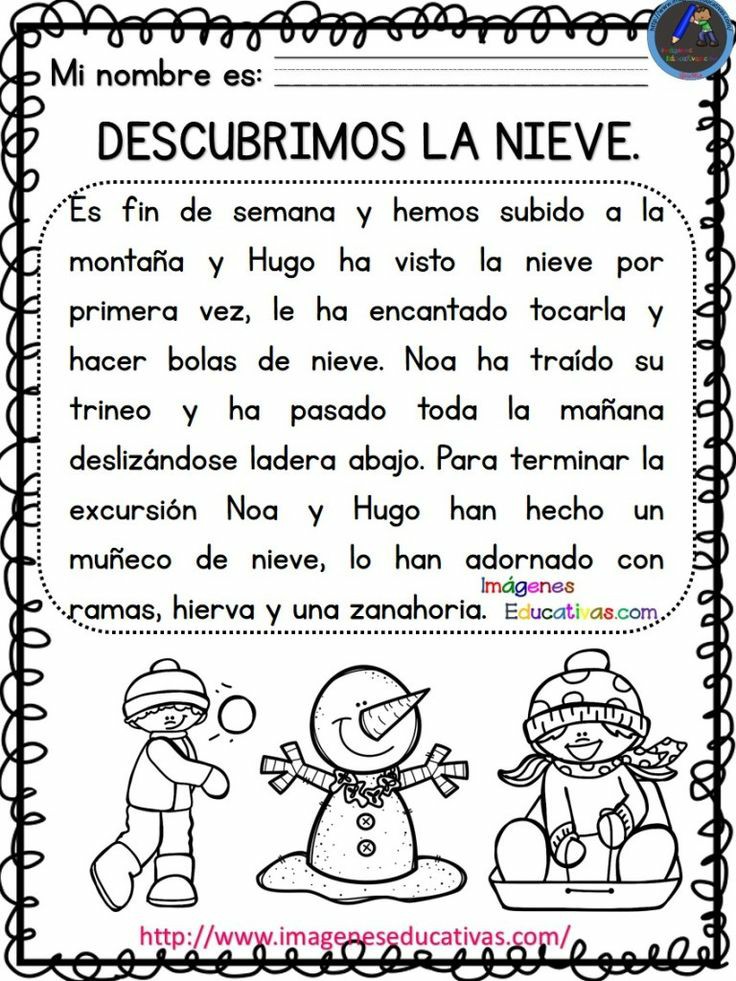 Mi nombre es:
DESCUBRIMOS LA NIEVE.
Es fin de semana y hemos subido a la
montaña y Hugo ha visto la nieve por
primera vez, le ha encantado tocarla y
hacer bolas de nieve. Noa ha traído su
trineo y ha pasado toda la mañana
deslizándose ladera abajo. Para terminar la
excursión Noa y Hugo han hecho un
muñeco de nieve, lo han adornado con
ramas, hierva y una zanahoria.
Imágenes
Educativas.com
http://www.imageneseducativas.com/